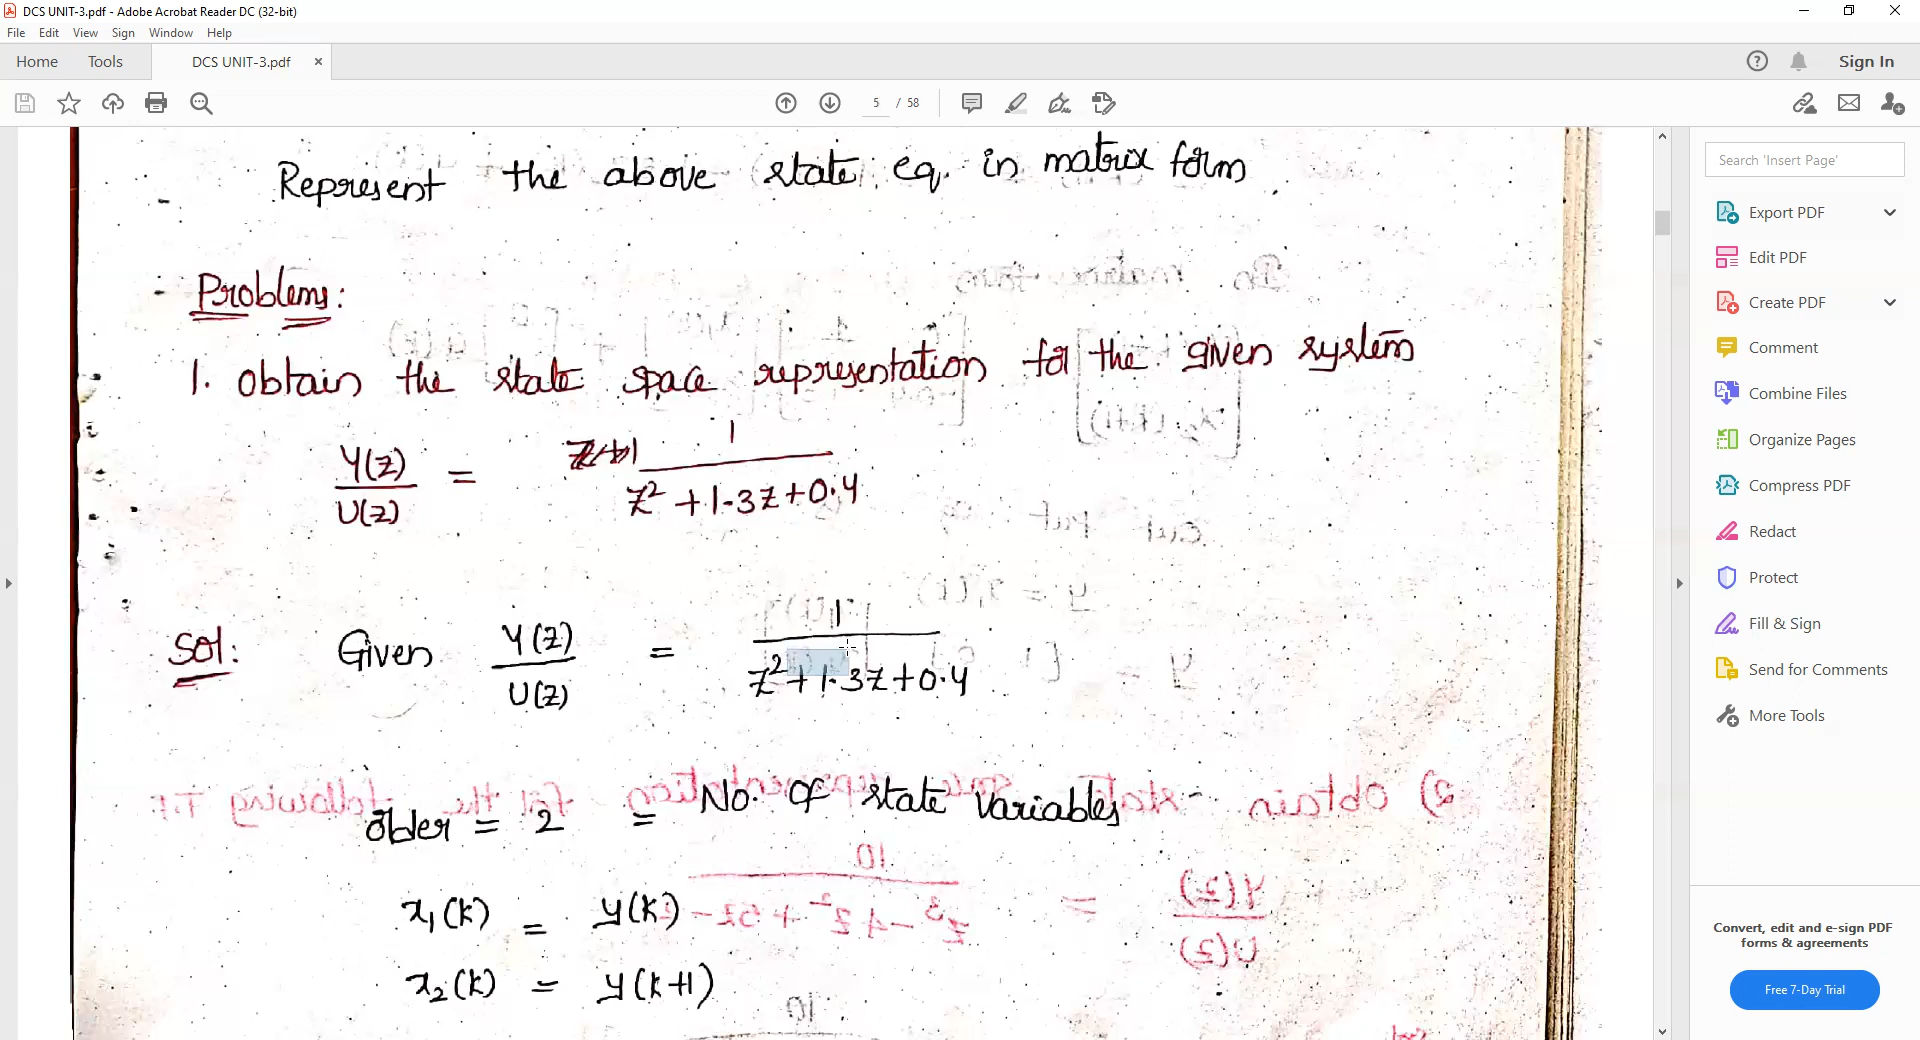 DCS UNIT-3.pdf - Adobe Acrobat Reader DC (32-bit)
File Edit View Sign Window Help
Home Tools DCS UNIT-3.pdf × Sign In
5 / 58
Represent the above state eq. in matrix form
Problems:
1. obtain the state space representation for the given system
Y(z)/U(z) = 1/(z² + 1.3z + 0.4)
Sol: Given Y(z)/U(z) = 1/(z² + 1.3z + 0.4)
order = 2 = No. of state variables
x₁(k) = y(k)
x₂(k) = y(k+1)
Search 'Insert Page'
Export PDF
Edit PDF
Create PDF
Comment
Combine Files
Organize Pages
Compress PDF
Redact
Protect
Fill & Sign
Send for Comments
More Tools
Convert, edit and e-sign PDF
forms & agreements
Free 7-Day Trial